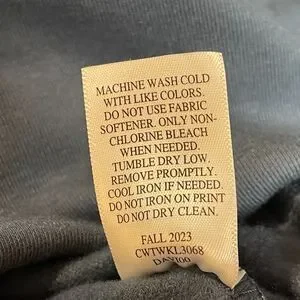 MACHINE WASH COLD
WITH LIKE COLORS.
DO NOT USE FABRIC
SOFTENER. ONLY NON-
CHLORINE BLEACH
WHEN NEEDED.
TUMBLE DRY LOW.
REMOVE PROMPTLY.
COOL IRON IF NEEDED.
DO NOT IRON ON PRINT
DO NOT DRY CLEAN.
FALL 2023
CWTWKL3068